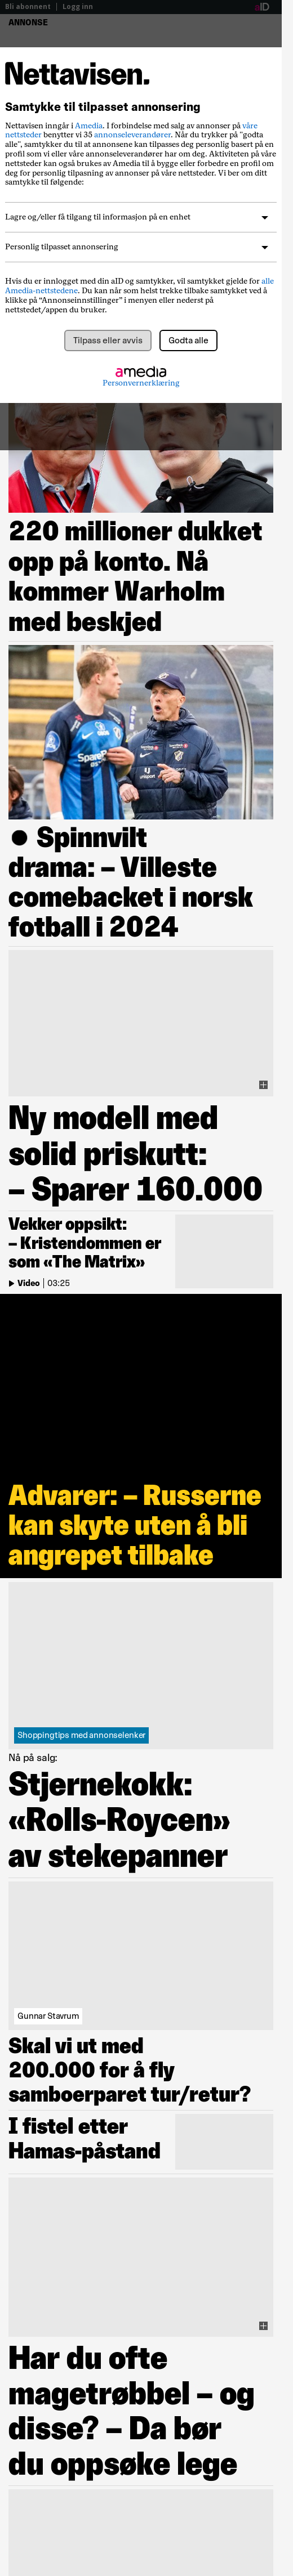 Bli abonnent | Logg inn
aID
ANNONSE
Nettavisen.
Samtykke til tilpasset annonsering
Nettavisen inngår i Amedia. I forbindelse med salg av annonser på våre
nettsteder benytter vi 35 annonseleverandører. Når du trykker på "godta
alle", samtykker du til at annonsene kan tilpasses deg personlig basert på en
profil som vi eller våre annonseleverandører har om deg. Aktiviteten på våre
nettsider kan også brukes av Amedia til å bygge eller forbedre en profil om
deg for personlig tilpasning av annonser på våre nettsteder. Vi ber om ditt
samtykke til følgende:
Lagre og/eller få tilgang til informasjon på en enhet
Personlig tilpasset annonsering
Hvis du er innlogget med din aID og samtykker, vil samtykket gjelde for alle
Amedia-nettstedene. Du kan når som helst trekke tilbake samtykket ved å
klikke på “Annonseinnstillinger” i menyen eller nederst på
nettstedet/appen du bruker.
Tilpass eller avvis
Godta alle
amedia
Personvernerklæring
220 millioner dukket
opp på konto. Nå
kommer Warholm
med beskjed
● Spinnvilt
drama: – Villeste
comebacket i norsk
fotball i 2024
Ny modell med
solid priskutt:
– Sparer 160.000
Vekker oppsikt:
– Kristendommen er
som «The Matrix»
Video | 03:25
Advarer: – Russerne
kan skyte uten å bli
angrepet tilbake
Shoppingtips med annonselenker
Nå på salg:
Stjernekokk:
«Rolls-Roycen»
av stekepanner
Gunnar Stavrum
Skal vi ut med
200.000 for å fly
samboerparet tur/retur?
I fistel etter
Hamas-påstand
Har du ofte
magetrøbbel – og
disse? – Da bør
du oppsøke lege